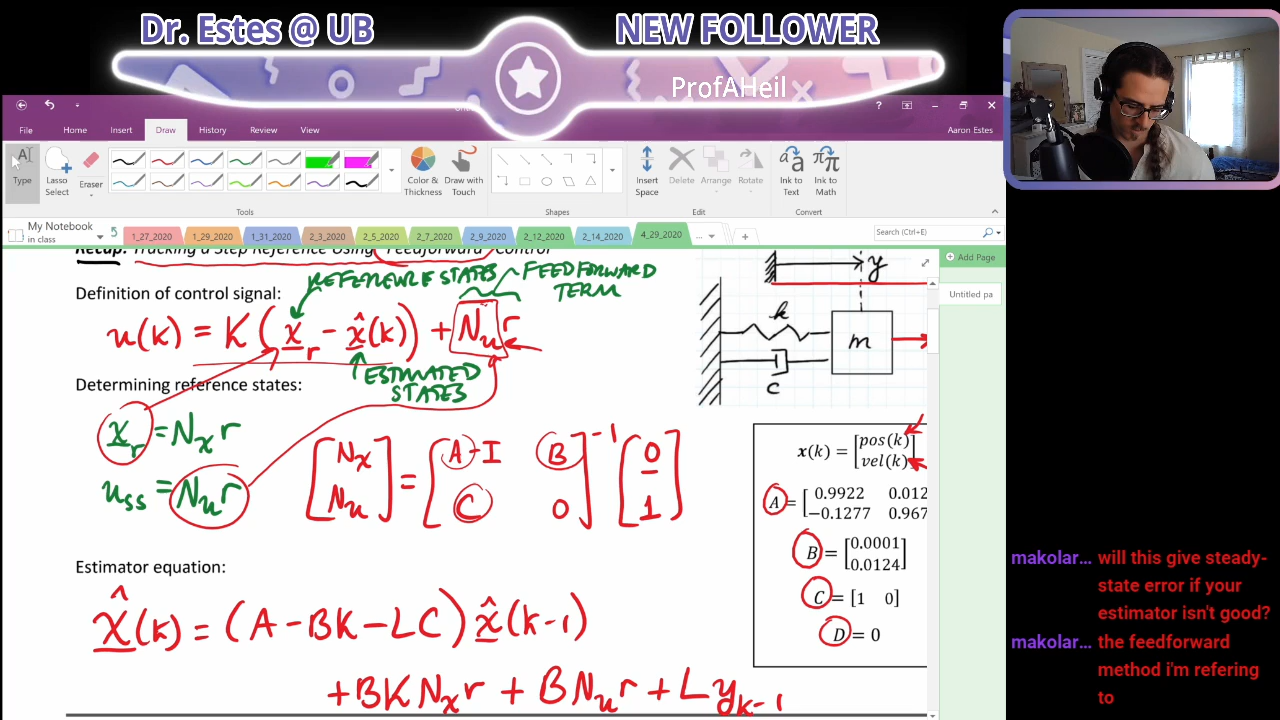 Dr. Estes @ UB
NEW FOLLOWER
ProfAHeil
?
File
Home
Insert
Draw
History
Review
View
Aaron Estes
Type
Lasso Select
Eraser
Color & Thickness
Draw with Touch
Insert Space
Delete
Arrange
Rotate
Ink to Text
Ink to Math
Tools
Shapes
Edit
Convert
My Notebook
in class
1_27_2020
1_29_2020
1_31_2020
2_3_2020
2_5_2020
2_7_2020
2_9_2020
2_12_2020
2_14_2020
4_29_2020
...
Search (Ctrl+E)
Add Page
Untitled pa
Recap: Tracking a Step Reference Using Feedforward Control
REFERENCE STATES
FEEDFORWARD TERM
Definition of control signal:
u(k) = K(x_r - x̂(k)) + N_u r
ESTIMATED STATES
Determining reference states:
x_r = N_x r
u_ss = N_u r
[N_x; N_u] = [A-I B; C 0]^-1 [0; 1]
Estimator equation:
x̂(k) = (A-BK-LC) x̂(k-1)
+BKN_x r + BN_u r + Ly_k-1
y
k
m
c
x(k) = [pos(k); vel(k)]
A = [0.9922 0.012; -0.1277 0.967
B = [0.0001; 0.0124]
C = [1 0]
D = 0
makolar... will this give steady-
state error if your
estimator isn't good?
makolar... the feedforward
method i'm refering
to